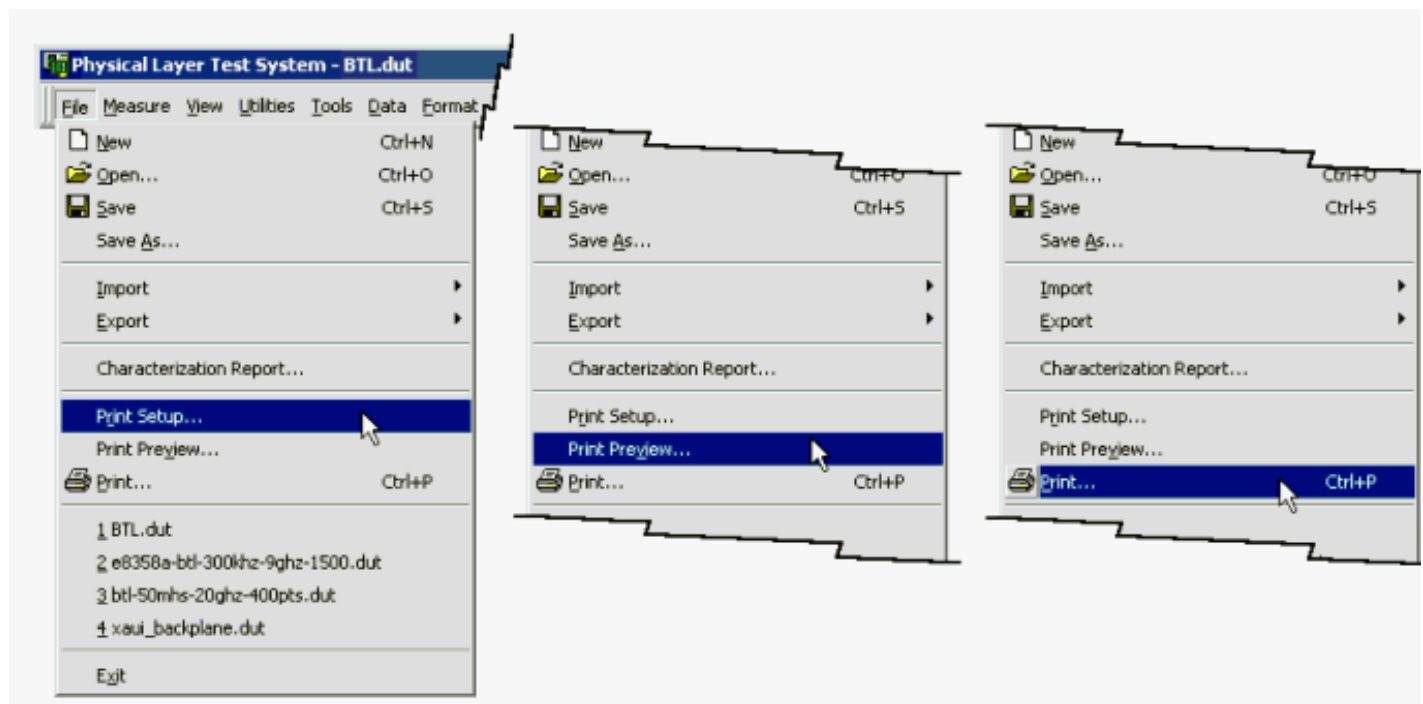 Physical Layer Test System - BTL.dut
File Measure View Utilities Tools Data Format
New Ctrl+N
Open... Ctrl+O
Save Ctrl+S
Save As...
Import
Export
Characterization Report...
Print Setup...
Print Preview...
Print... Ctrl+P
1 BTL.dut
2 e8358a-btl-300khz-9ghz-1500.dut
3 btl-50mhs-20ghz-400pts.dut
4 xaui_backplane.dut
Exit
New
Open... Ctrl+O
Save Ctrl+S
Save As...
Import
Export
Characterization Report...
Print Setup...
Print Preview...
Print... Ctrl+P
New
Open... Ctrl+O
Save Ctrl+S
Save As...
Import
Export
Characterization Report...
Print Setup...
Print Preview...
Print... Ctrl+P